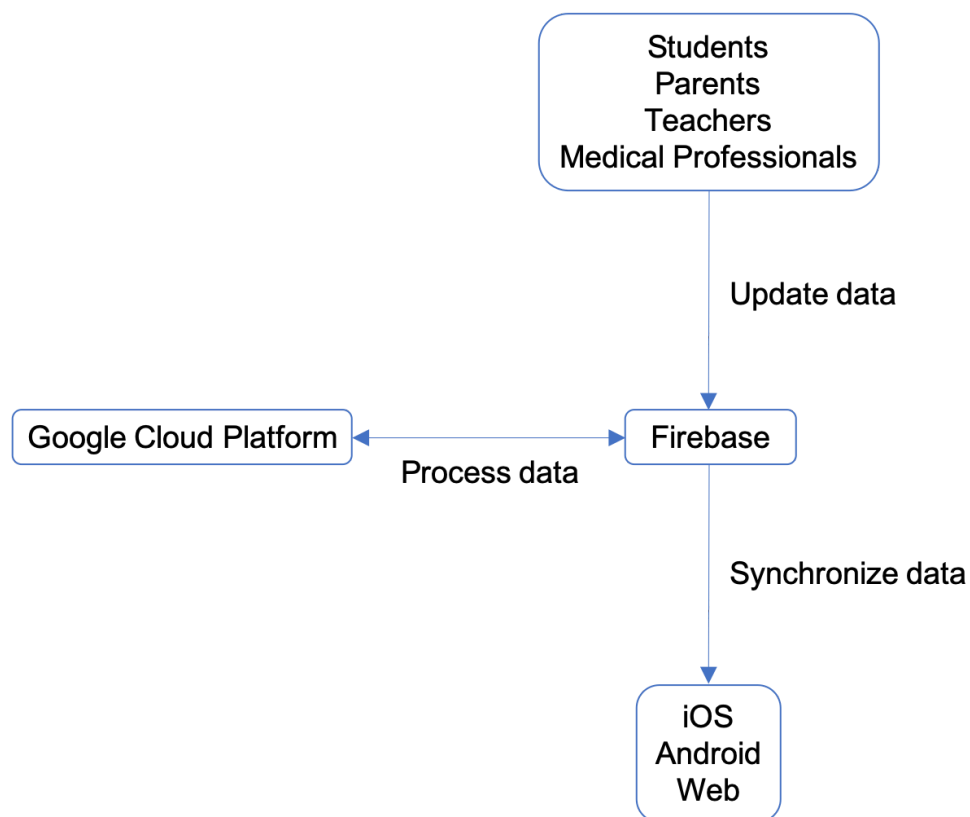 Students
Parents
Teachers
Medical Professionals
Update data
Google Cloud Platform
Firebase
Process data
Synchronize data
iOS
Android
Web